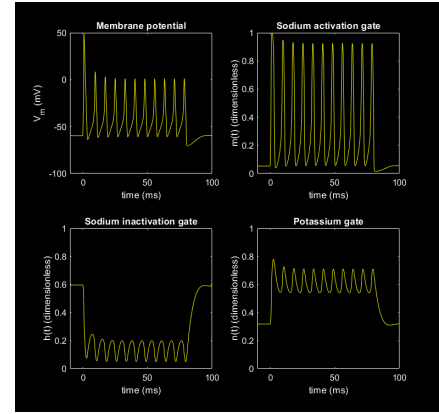 Membrane potential
50
0
-50
-100
V_m (mV)
0
50
100
time (ms)
Sodium activation gate
1
0.8
0.6
0.4
0.2
0
m(t) (dimensionless)
0
50
100
time (ms)
Sodium inactivation gate
1
0.8
0.6
0.4
0.2
0
h(t) (dimensionless)
0
50
100
time (ms)
Potassium gate
1
0.8
0.6
0.4
0.2
0
n(t) (dimensionless)
0
50
100
time (ms)